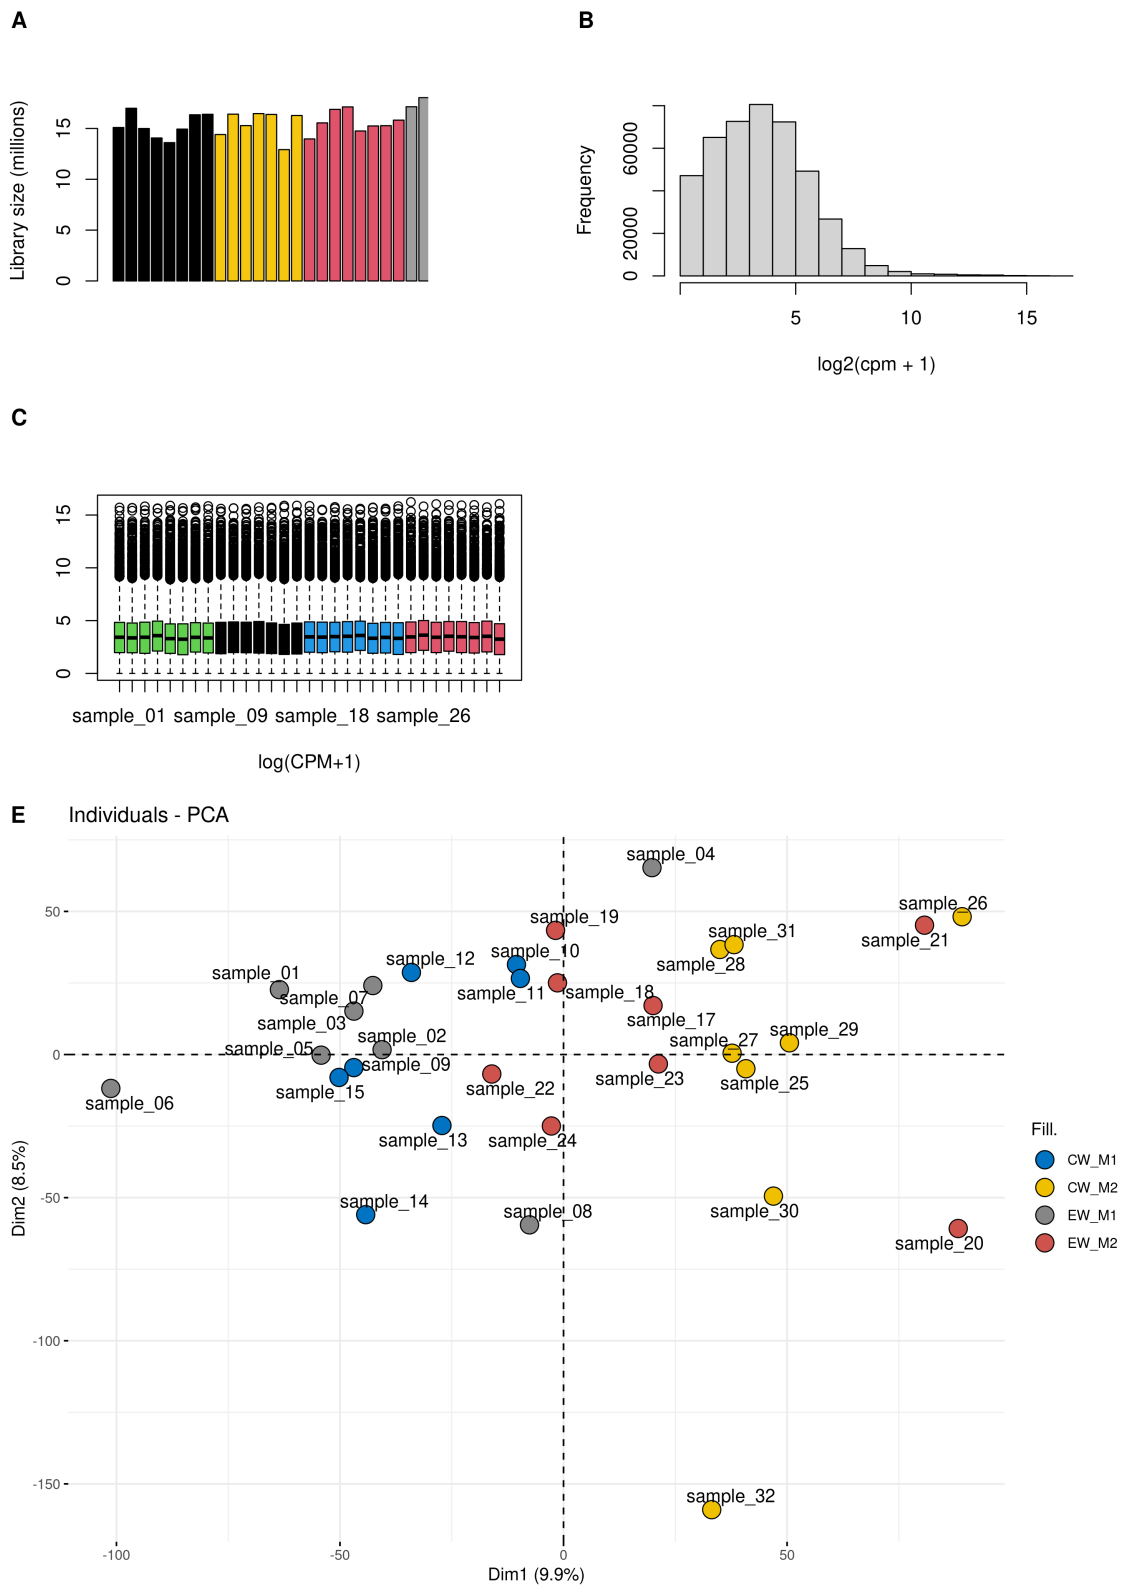 A
B
Library size (millions)
0
5
10
15
Frequency
0
20000
60000
5
10
15
log2(cpm + 1)
C
0
5
10
15
sample_01
sample_09
sample_18
sample_26
log(CPM+1)
E
Individuals - PCA
sample_04
sample_26
sample_19
sample_31
sample_21
sample_10
sample_12
sample_28
sample_01
sample_07
sample_11
sample_18
sample_03
sample_17
sample_29
sample_02
sample_27
sample_05
sample_09
sample_23
sample_25
sample_15
sample_22
sample_06
sample_13
sample_24
sample_14
sample_08
sample_30
sample_20
sample_32
50
0
-50
-100
-150
Dim2 (8.5%)
-100
-50
0
50
Dim1 (9.9%)
Fill.
CW_M1
CW_M2
EW_M1
EW_M2